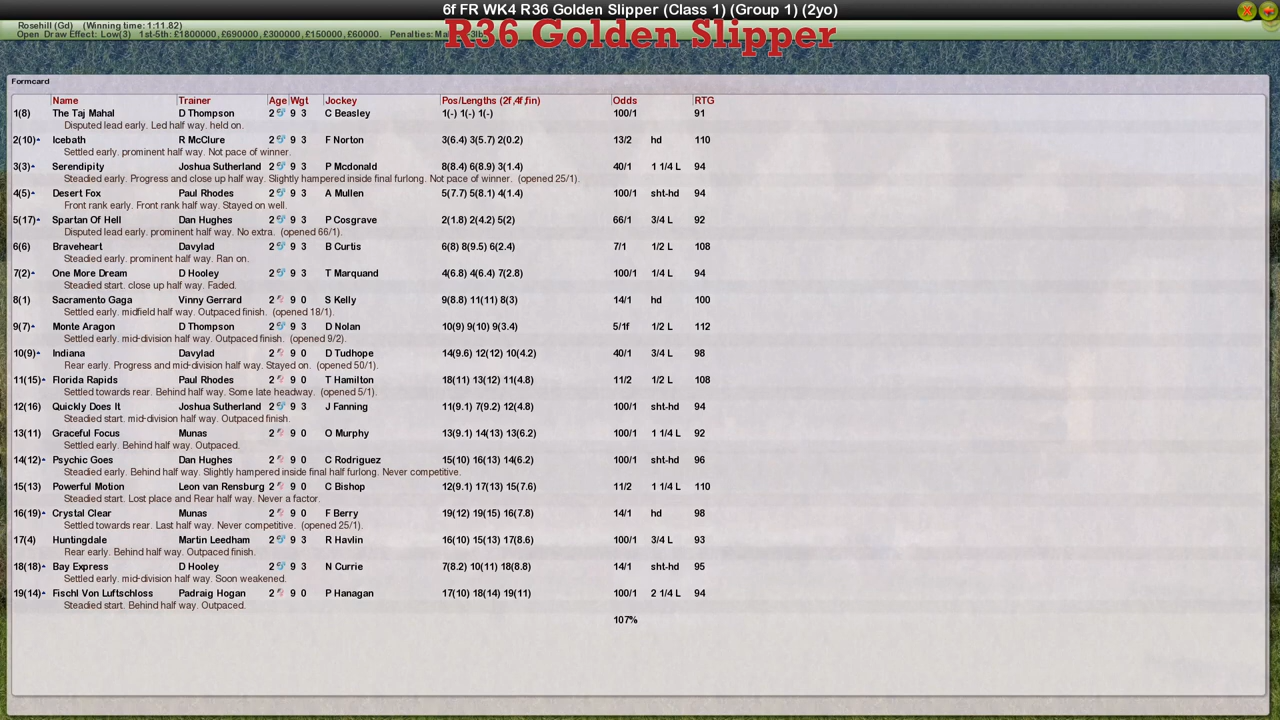 6f FR WK4 R36 Golden Slipper (Class 1) (Group 1) (2yo)
R36 Golden Slipper
Rosehill (Gd) (Winning time: 1:11.82)
Open Draw Effect: Low(3) 1st-5th: £1800000,£690000,£300000,£150000,£60000. Penalties:
Formcard
Name Trainer Age Wgt Jockey Pos/Lengths (2f,4f,fin) Odds RTG
1(8) The Taj Mahal D Thompson 2 9 3 C Beasley 1(-) 1(-) 1(-) 100/1 91
Disputed lead early. Led half way. held on.
2(10) Icebath R McClure 2 9 3 F Norton 3(6.4) 3(5.7) 2(0.2) 13/2 hd 110
Settled early. prominent half way. Not pace of winner.
3(3) Serendipity Joshua Sutherland 2 9 3 P Mcdonald 8(8.4) 6(8.9) 3(1.4) 40/1 1 1/4 L 94
Steadied early. Progress and close up half way. Slightly hampered inside final furlong. Not pace of winner. (opened 25/1).
4(5) Desert Fox Paul Rhodes 2 9 3 A Mullen 5(7.7) 5(8.1) 4(1.4) 100/1 sht-hd 94
Front rank early. Front rank half way. Stayed on well.
5(17) Spartan Of Hell Dan Hughes 2 9 3 P Cosgrave 2(1.8) 2(4.2) 5(2) 66/1 3/4 L 92
Disputed lead early. prominent half way. No extra. (opened 66/1).
6(6) Braveheart Davylad 2 9 3 B Curtis 6(8) 8(9.5) 6(2.4) 7/1 1/2 L 108
Steadied early. prominent half way. Ran on.
7(2) One More Dream D Hooley 2 9 3 T Marquand 4(6.8) 4(6.4) 7(2.8) 100/1 1/4 L 94
Steadied start. close up half way. Faded.
8(1) Sacramento Gaga Vinny Gerrard 2 9 0 S Kelly 9(8.8) 11(11) 8(3) 14/1 hd 100
Settled early. midfield half way. Outpaced finish. (opened 18/1).
9(7) Monte Aragon D Thompson 2 9 3 D Nolan 10(9) 9(10) 9(3.4) 5/1f 1/2 L 112
Settled early. mid-division half way. Outpaced finish. (opened 9/2).
10(9) Indiana Davylad 2 9 0 D Tudhope 14(9.6) 12(12) 10(4.2) 40/1 3/4 L 98
Rear early. Progress and mid-division half way. Stayed on. (opened 50/1).
11(15) Florida Rapids Paul Rhodes 2 9 0 T Hamilton 18(11) 13(12) 11(4.8) 11/2 1/2 L 108
Settled towards rear. Behind half way. Some late headway. (opened 5/1).
12(16) Quickly Does It Joshua Sutherland 2 9 3 J Fanning 11(9.1) 7(9.2) 12(4.8) 100/1 sht-hd 94
Steadied start. mid-division half way. Outpaced finish.
13(11) Graceful Focus Munas 2 9 0 O Murphy 13(9.1) 14(13) 13(6.2) 100/1 1 1/4 L 92
Settled early. Behind half way. Outpaced.
14(12) Psychic Goes Dan Hughes 2 9 0 C Rodriguez 15(10) 16(13) 14(6.2) 100/1 sht-hd 96
Steadied early. Behind half way. Slightly hampered inside final half furlong. Never competitive.
15(13) Powerful Motion Leon van Rensburg 2 9 0 C Bishop 12(9.1) 17(13) 15(7.6) 11/2 1 1/4 L 110
Steadied start. Lost place and Rear half way. Never a factor.
16(19) Crystal Clear Munas 2 9 0 F Berry 19(12) 19(15) 16(7.8) 14/1 hd 98
Settled towards rear. Last half way. Never competitive. (opened 25/1).
17(4) Huntingdale Martin Leedham 2 9 3 R Havlin 16(10) 15(13) 17(8.6) 100/1 3/4 L 93
Rear early. Behind half way. Outpaced finish.
18(18) Bay Express D Hooley 2 9 3 N Currie 7(8.2) 10(11) 18(8.8) 14/1 sht-hd 95
Settled early. mid-division half way. Soon weakened.
19(14) Fischl Von Luftschloss Padraig Hogan 2 9 0 P Hanagan 17(10) 18(14) 19(11) 100/1 2 1/4 L 94
Steadied start. Behind half way. Outpaced.
107%